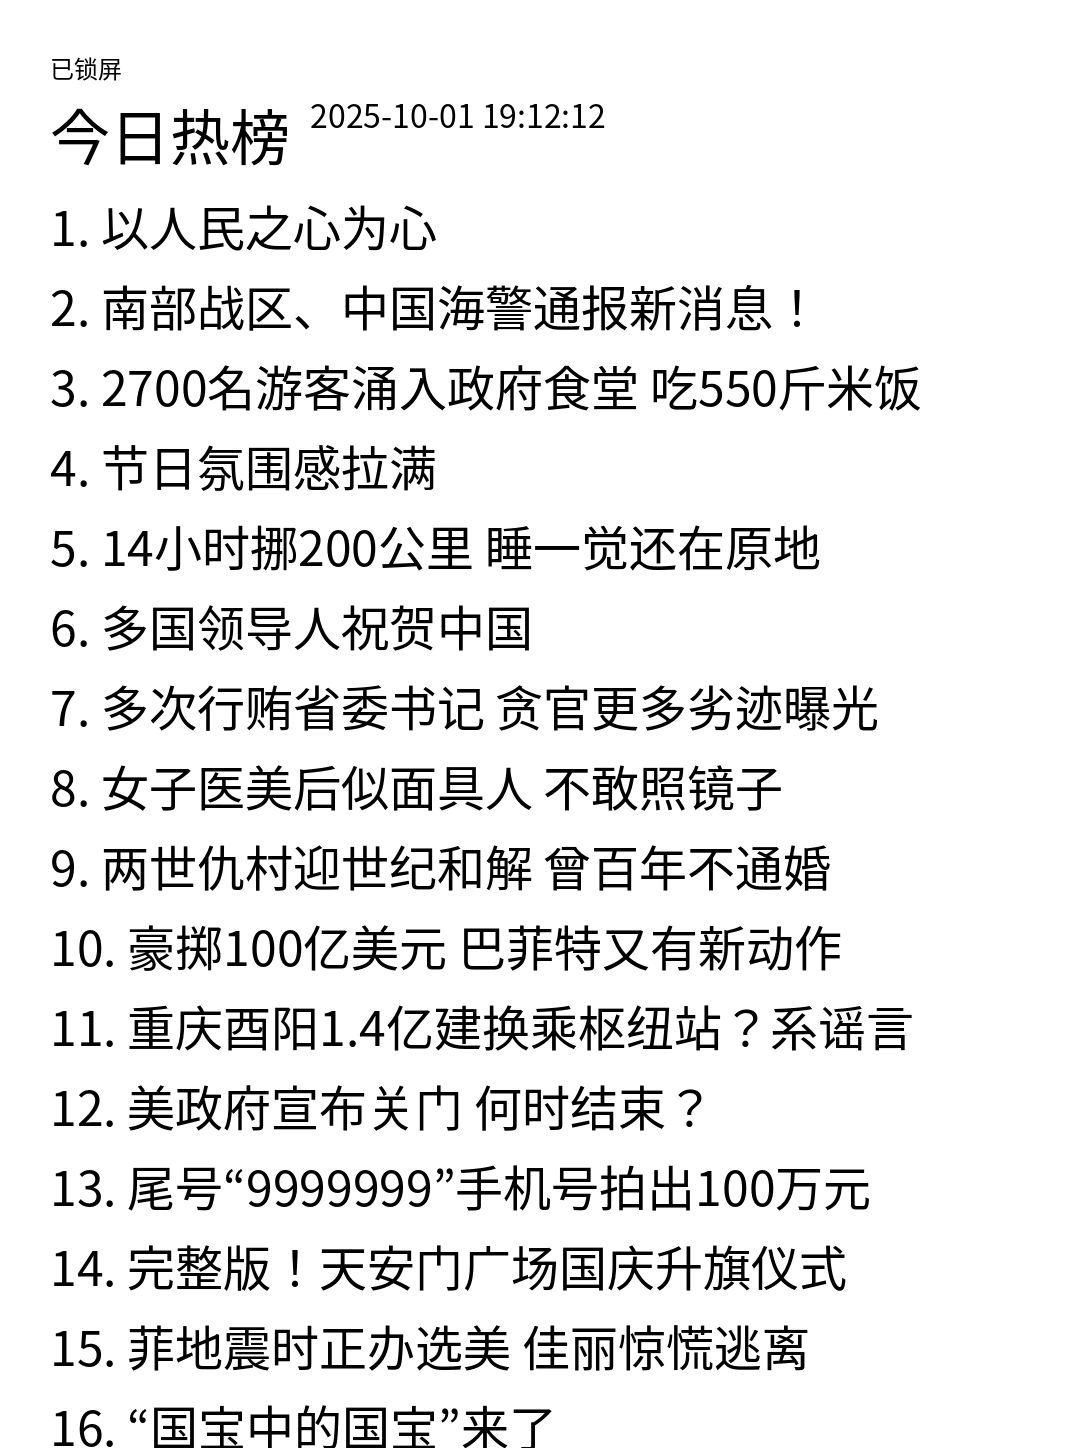 已锁屏
今日热榜 2025-10-01 19:12:12
1. 以人民之心为心
2. 南部战区、中国海警通报新消息！
3. 2700名游客涌入政府食堂 吃550斤米饭
4. 节日氛围感拉满
5. 14小时挪200公里 睡一觉还在原地
6. 多国领导人祝贺中国
7. 多次行贿省委书记 贪官更多劣迹曝光
8. 女子医美后似面具人 不敢照镜子
9. 两世仇村迎世纪和解 曾百年不通婚
10. 豪掷100亿美元 巴菲特又有新动作
11. 重庆酉阳1.4亿建换乘枢纽站？系谣言
12. 美政府宣布关门 何时结束？
13. 尾号“9999999”手机号拍出100万元
14. 完整版！天安门广场国庆升旗仪式
15. 菲地震时正办选美 佳丽惊慌逃离
16. “国宝中的国宝”来了